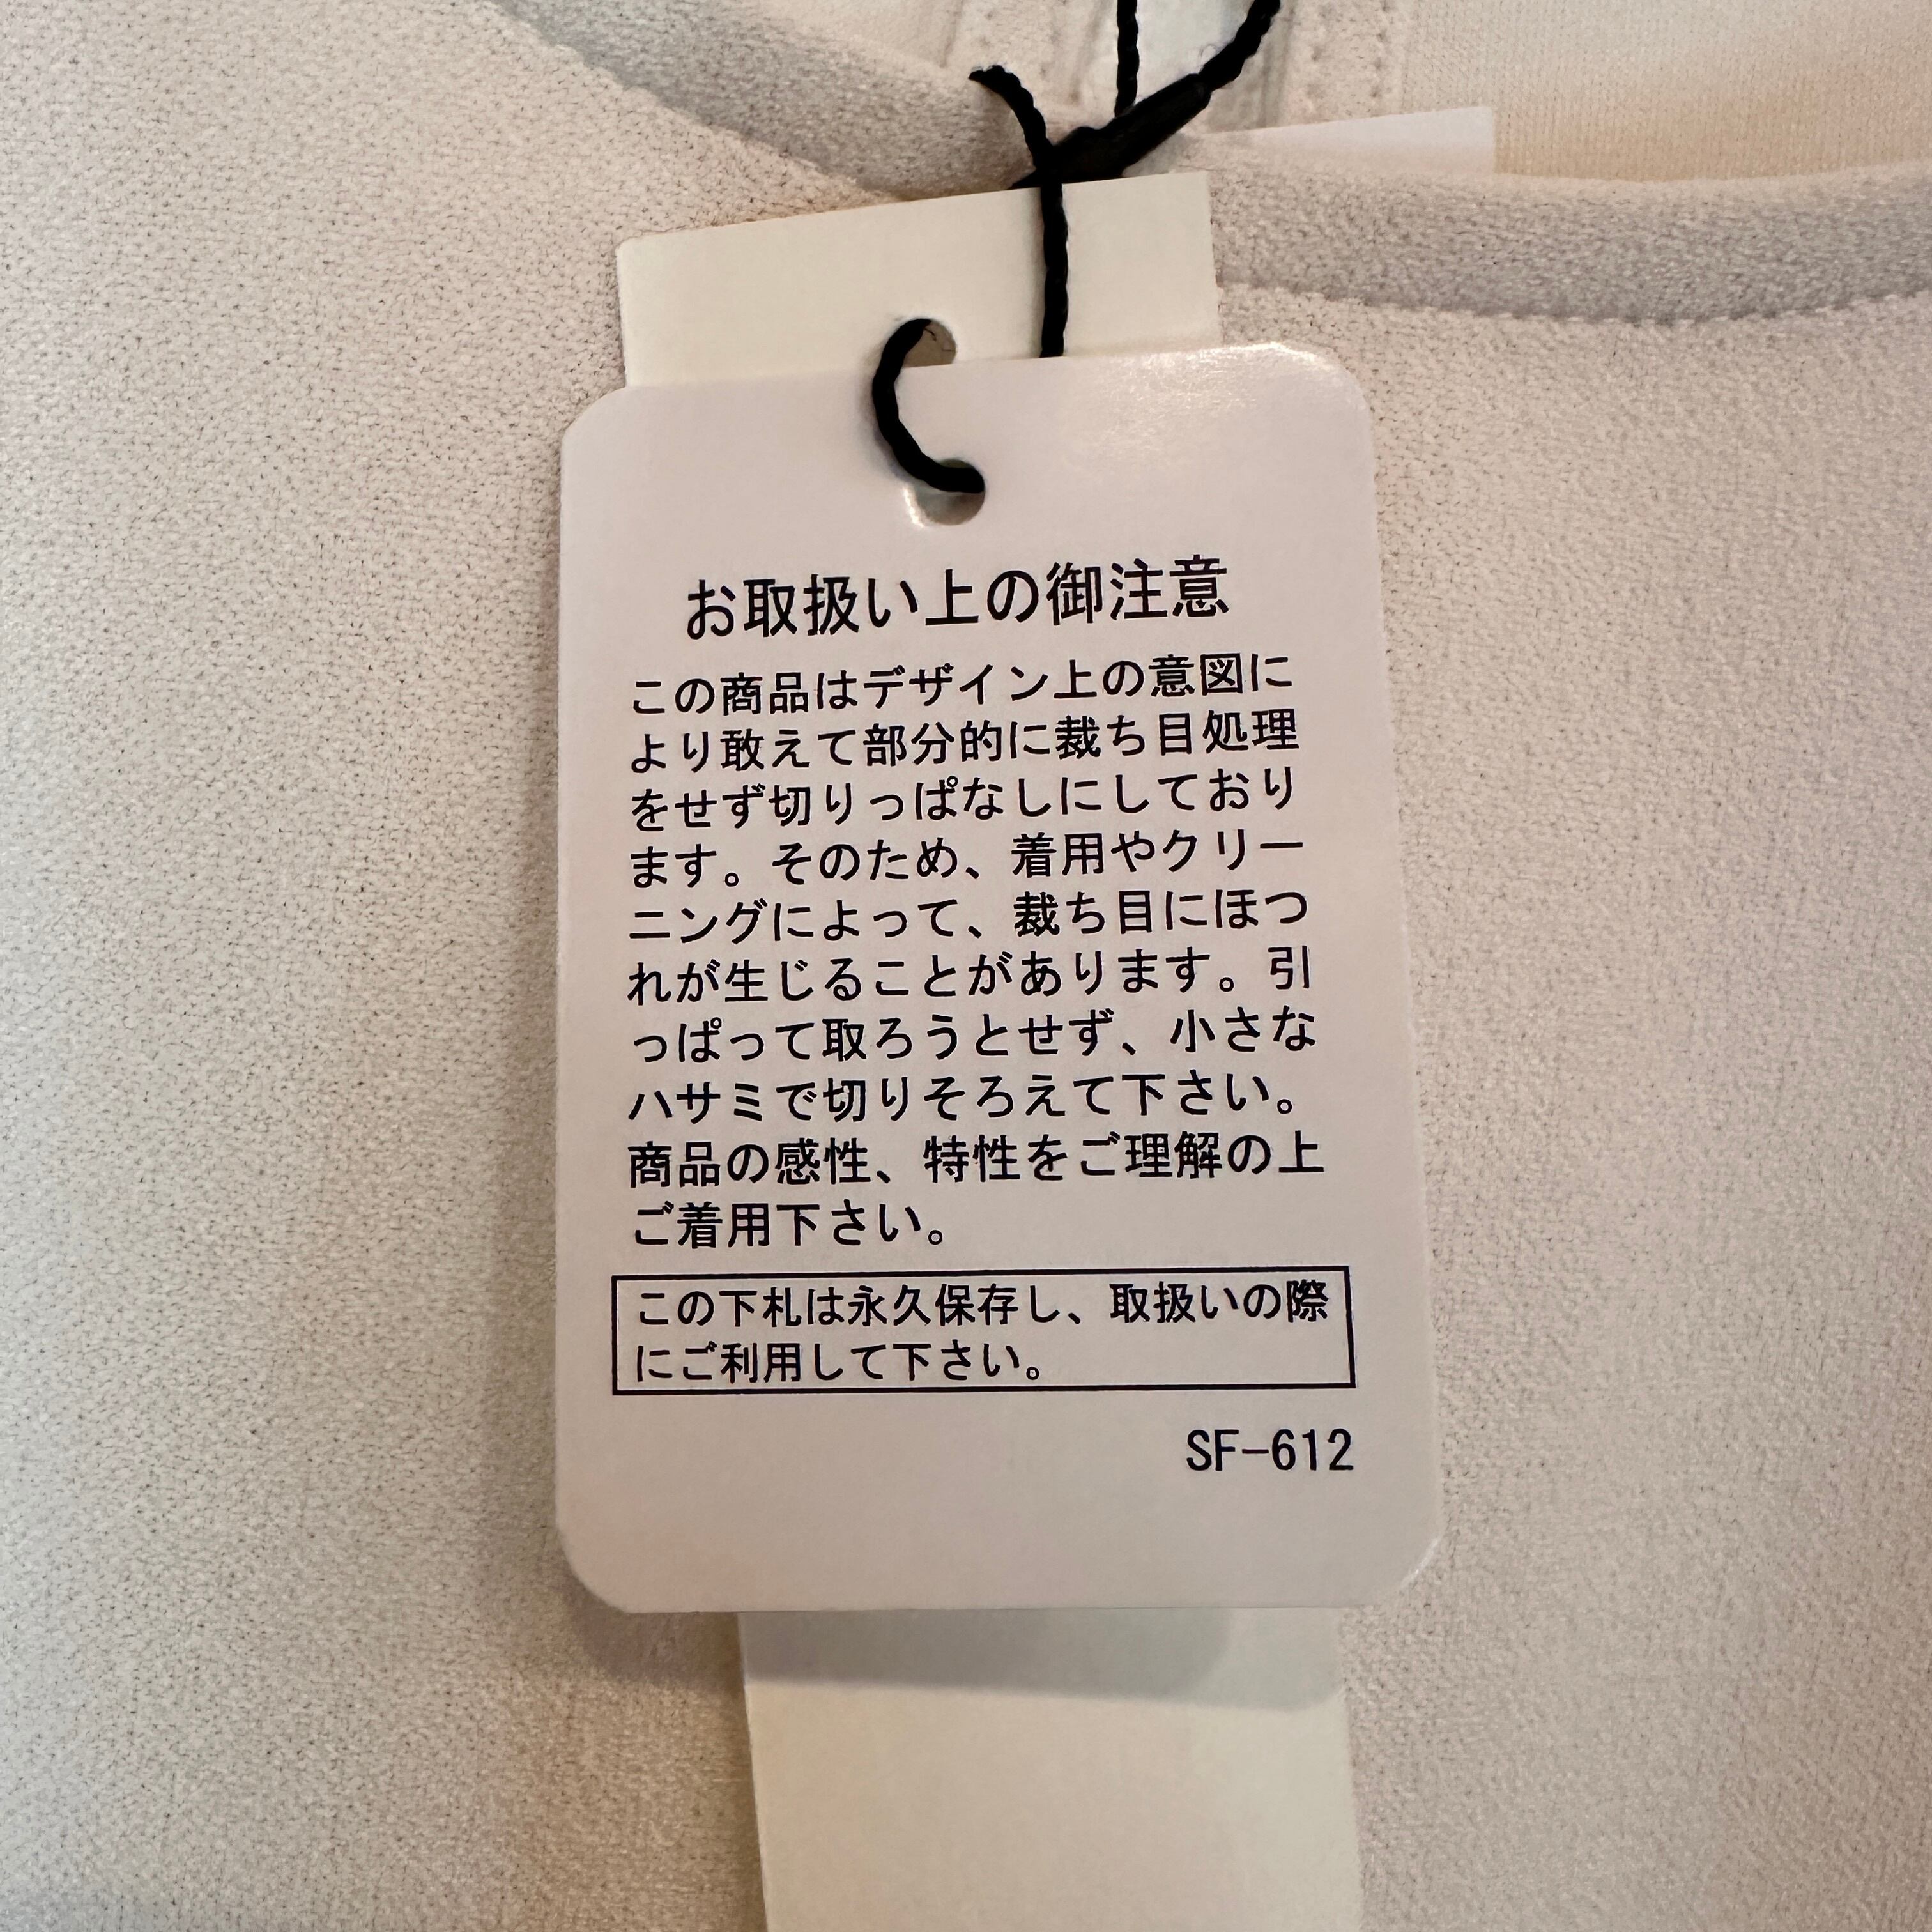 お取扱い上の御注意
この商品はデザイン上の意図に
より敢えて部分的に裁ち目処理
をせず切りっぱなしにしており
ます。そのため、着用やクリー
ニングによって、裁ち目にほつ
れが生じることがあります。引
っぱって取ろうとせず、小さな
ハサミで切りそろえて下さい。
商品の感性、特性をご理解の上
ご着用下さい。
この下札は永久保存し、取扱いの際
にご利用して下さい。
SF-612